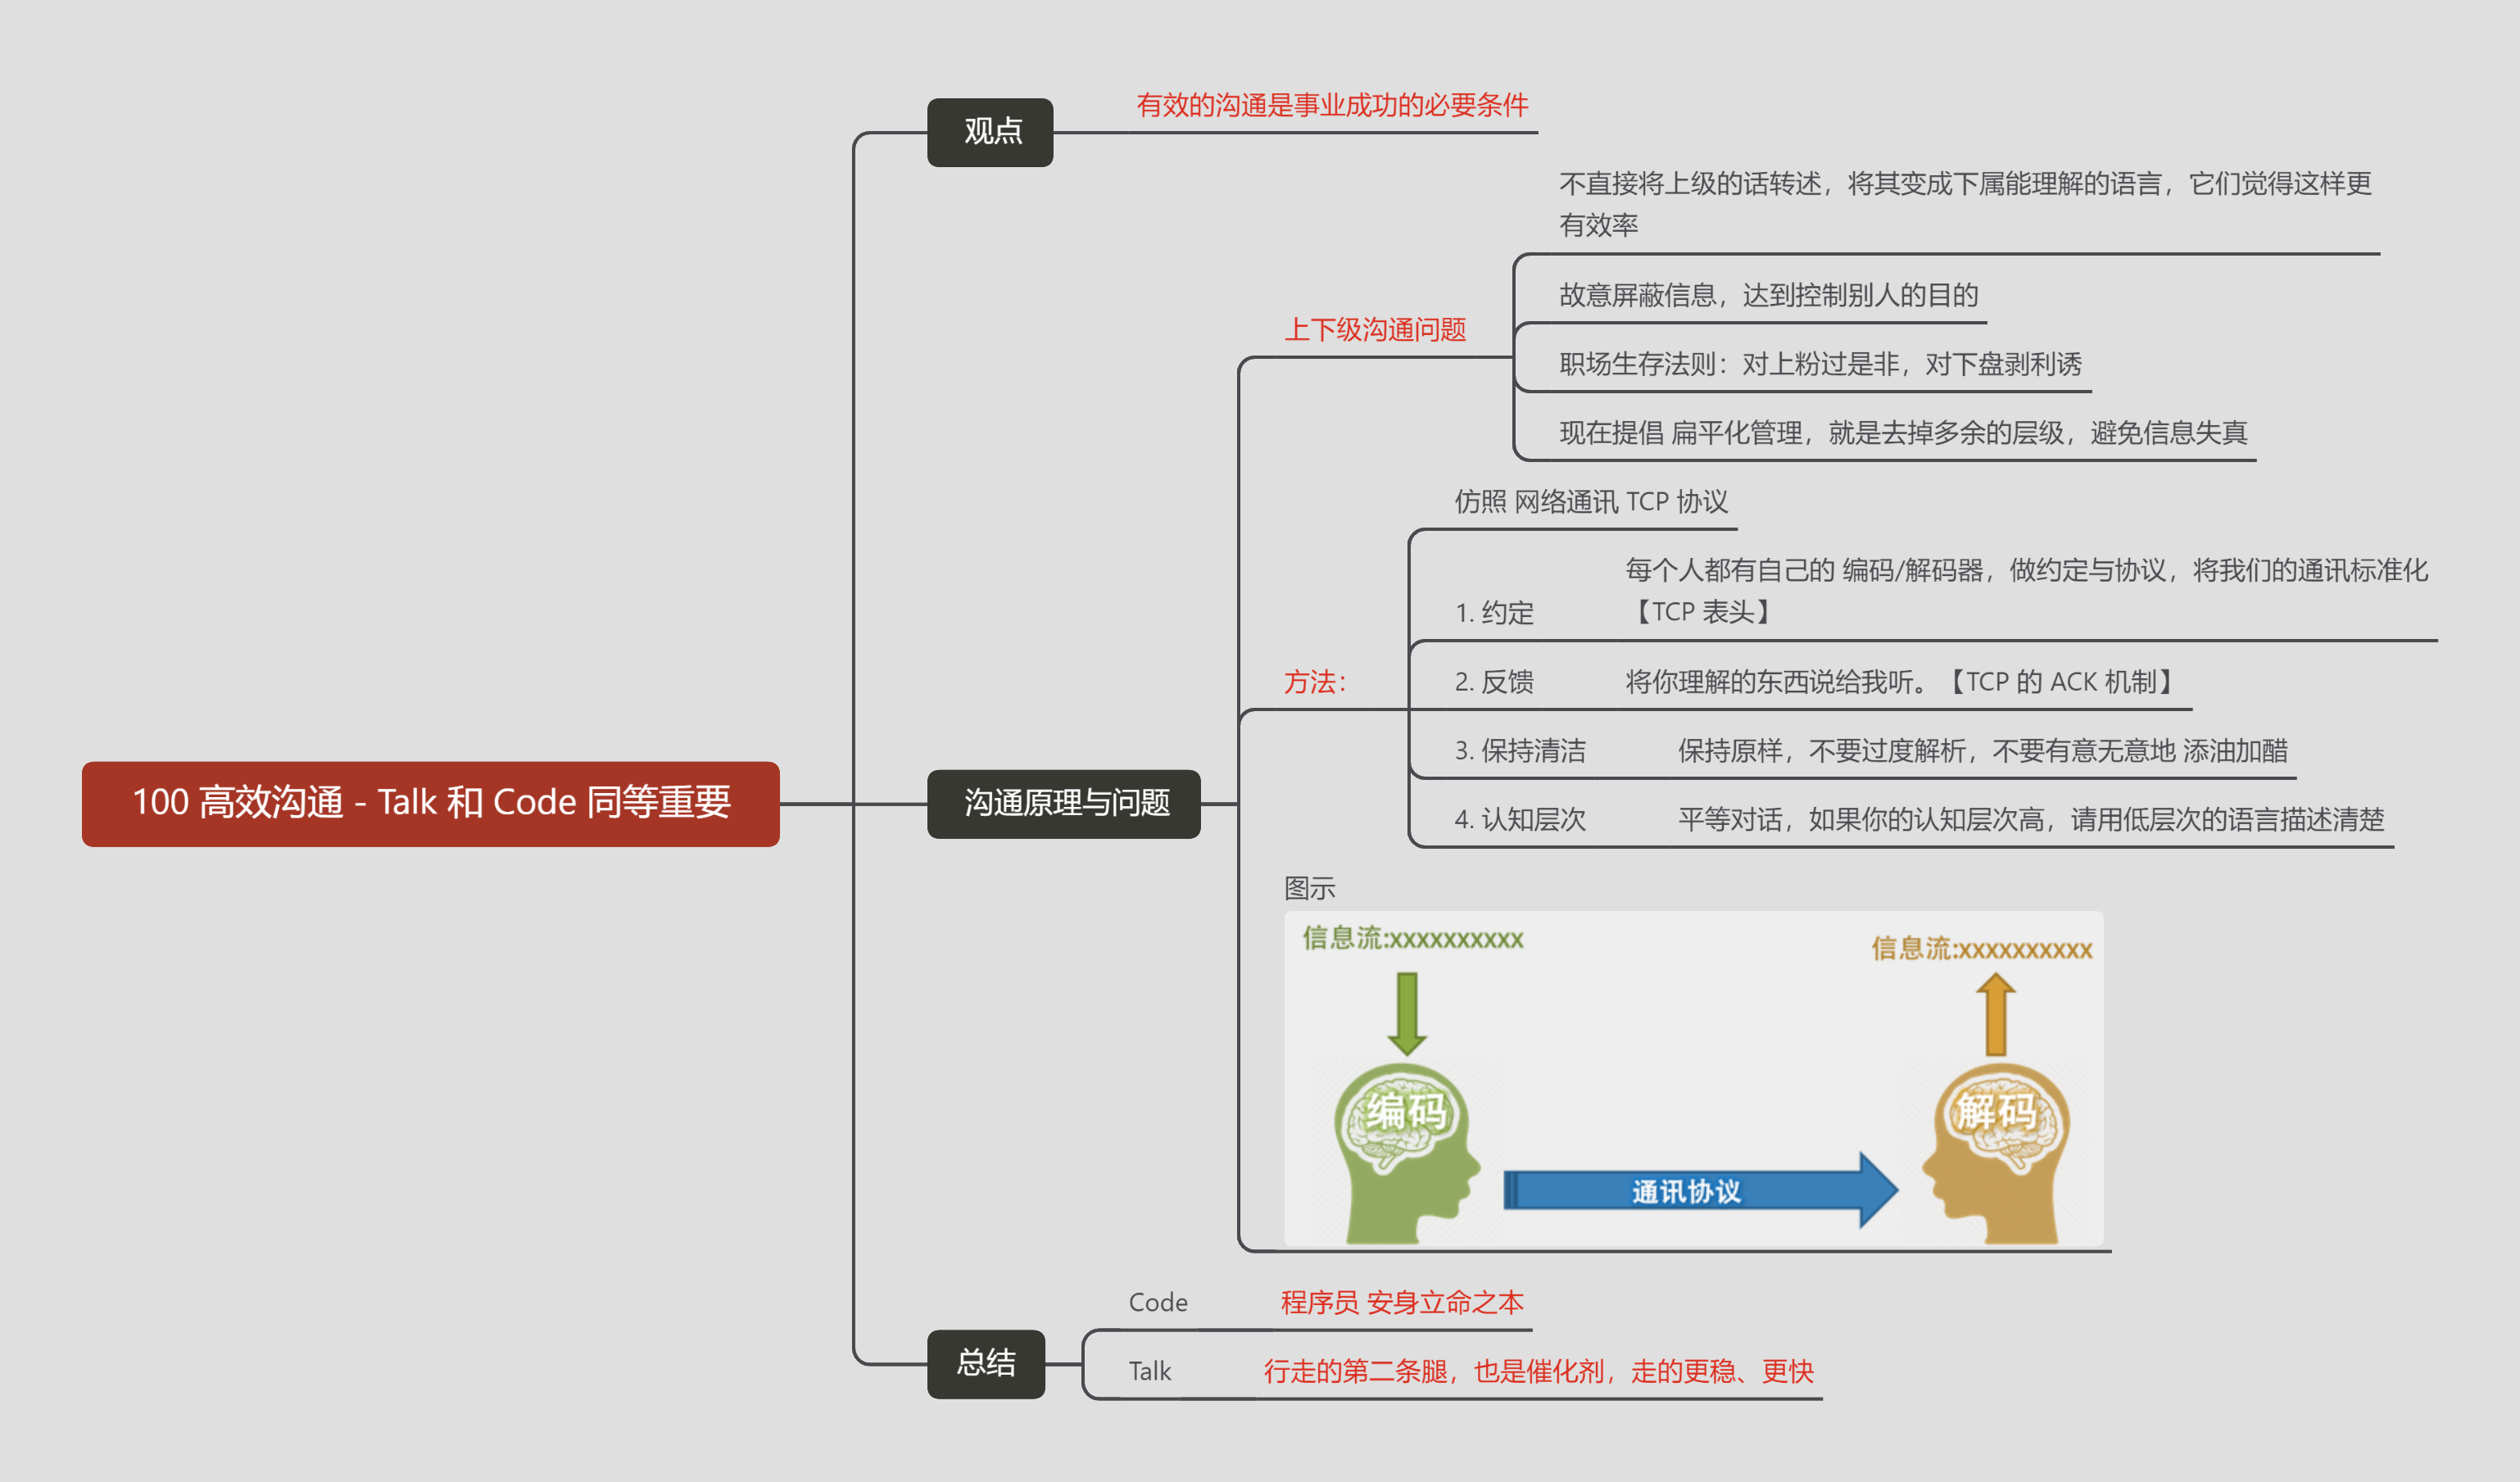 100 高效沟通 - Talk 和 Code 同等重要
观点
有效的沟通是事业成功的必要条件
沟通原理与问题
上下级沟通问题
不直接将上级的话转述，将其变成下属能理解的语言，它们觉得这样更
有效率
故意屏蔽信息，达到控制别人的目的
职场生存法则：对上粉过是非，对下盘剥利诱
现在提倡 扁平化管理，就是去掉多余的层级，避免信息失真
方法：
仿照 网络通讯 TCP 协议
1. 约定
每个人都有自己的 编码/解码器，做约定与协议，将我们的通讯标准化
【TCP 表头】
2. 反馈
将你理解的东西说给我听。【TCP 的 ACK 机制】
3. 保持清洁
保持原样，不要过度解析，不要有意无意地 添油加醋
4. 认知层次
平等对话，如果你的认知层次高，请用低层次的语言描述清楚
图示
信息流:xxxxxxxxxx
信息流:xxxxxxxxxx
编码
解码
通讯协议
总结
Code
程序员 安身立命之本
Talk
行走的第二条腿，也是催化剂，走的更稳、更快